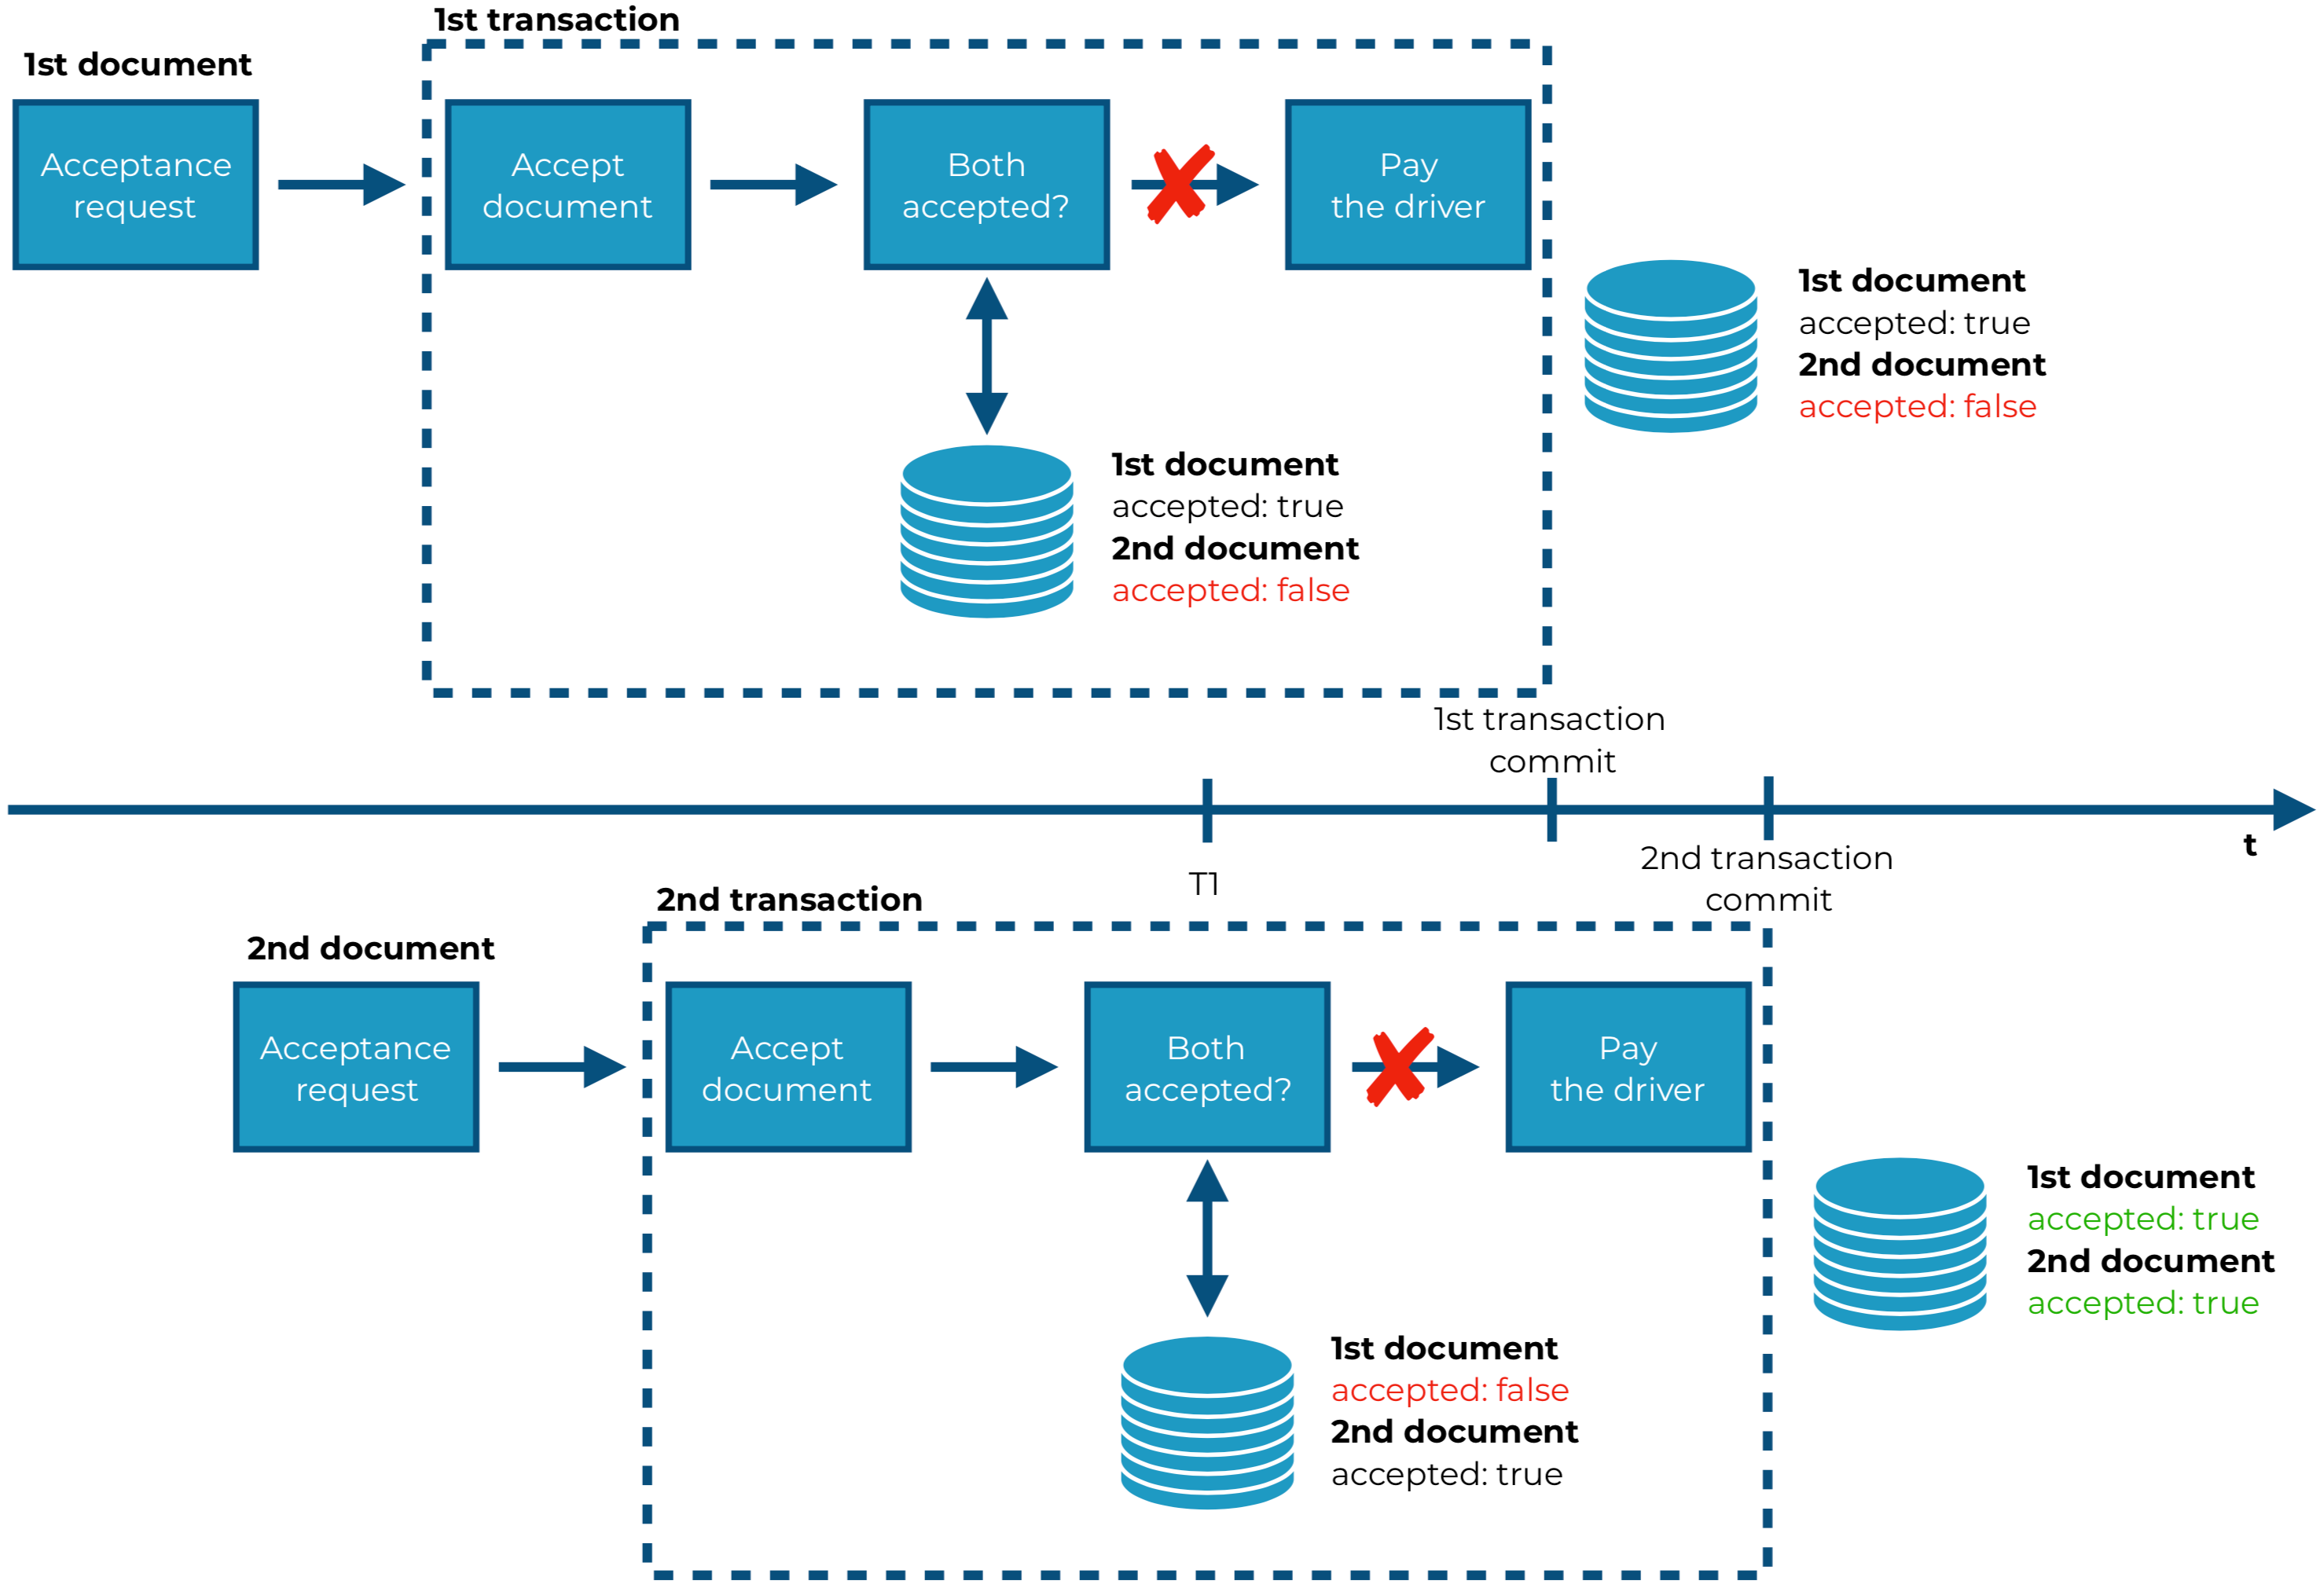 1st transaction
1st document
Acceptance
request
Accept
document
Both
accepted?
Pay
the driver
1st document
accepted: true
2nd document
accepted: false
1st document
accepted: true
2nd document
accepted: false
1st transaction
commit
t
T1
2nd transaction
commit
2nd transaction
2nd document
Acceptance
request
Accept
document
Both
accepted?
Pay
the driver
1st document
accepted: true
2nd document
accepted: true
1st document
accepted: false
2nd document
accepted: true